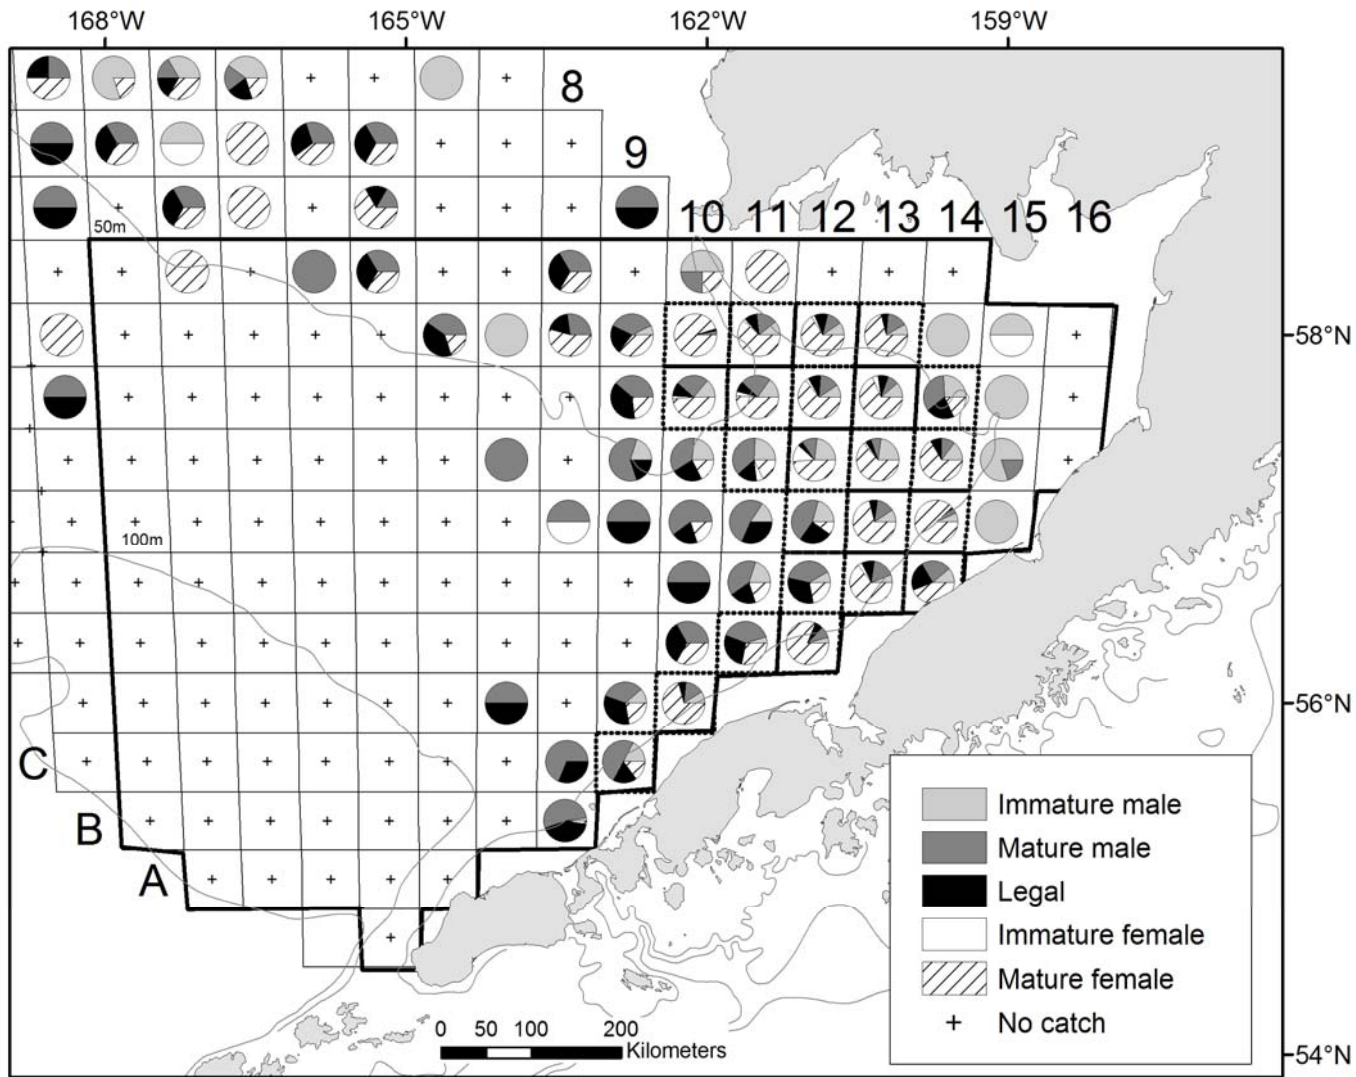 168°W 165°W 162°W 159°W
8
9
10 11 12 13 14 15 16
50m
58°N
100m
56°N
C
B
A
Immature male
Mature male
Legal
Immature female
Mature female
+ No catch
0 50 100 200
Kilometers
54°N